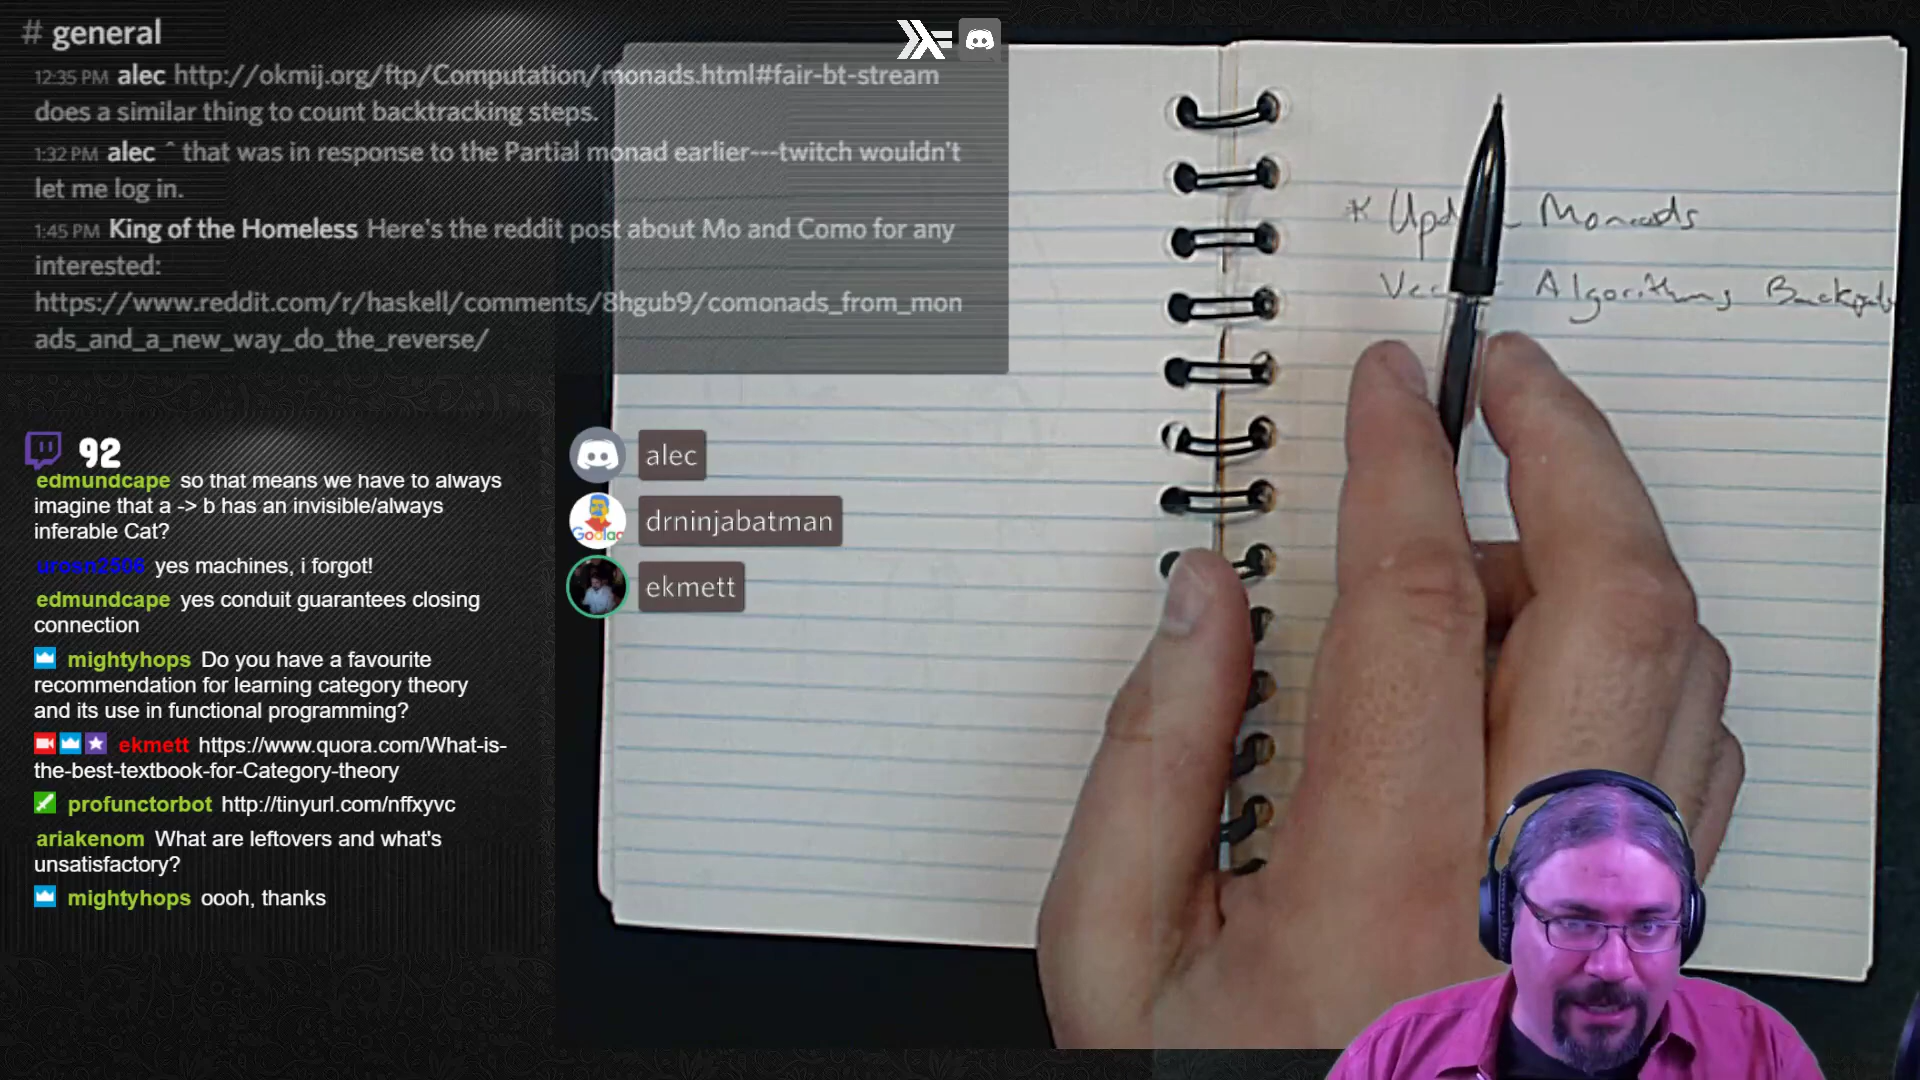 # general
12:35 PM alec http://okmij.org/ftp/Computation/monads.html#fair-bt-stream
does a similar thing to count backtracking steps.
1:32 PM alec ^ that was in response to the Partial monad earlier---twitch wouldn't
let me log in.
1:45 PM King of the Homeless Here's the reddit post about Mo and Como for any
interested:
https://www.reddit.com/r/haskell/comments/8hgub9/comonads_from_mon
ads_and_a_new_way_do_the_reverse/
92
edmundcape so that means we have to always
imagine that a -> b has an invisible/always
inferable Cat?
urosn2506 yes machines, i forgot!
edmundcape yes conduit guarantees closing
connection
mightyhops Do you have a favourite
recommendation for learning category theory
and its use in functional programming?
ekmett https://www.quora.com/What-is-
the-best-textbook-for-Category-theory
profunctorbot http://tinyurl.com/nffxyvc
ariakenom What are leftovers and what's
unsatisfactory?
mightyhops oooh, thanks
alec
drninjabatman
ekmett
* Monads
Algorithms